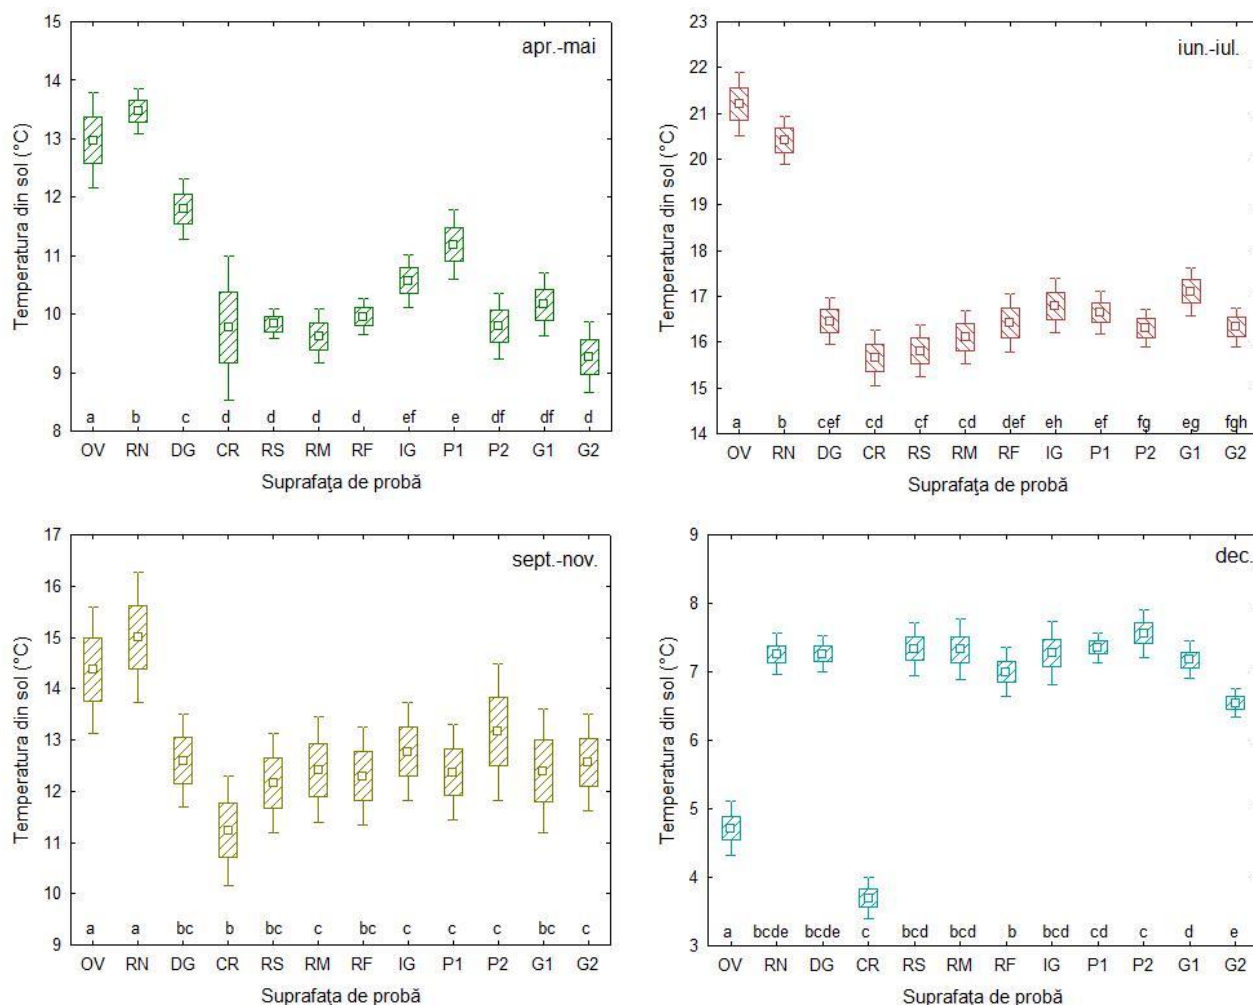 apr.-mai
Temperatura din sol (°C)
15
14
13
12
11
10
9
8
a b c d d d d ef e df df d
OV RN DG CR RS RM RF IG P1 P2 G1 G2
Suprafaţa de probă
iun.-iul.
Temperatura din sol (°C)
23
22
21
20
19
18
17
16
15
14
a b cef cd cf cd def eh ef fg eg fgh
OV RN DG CR RS RM RF IG P1 P2 G1 G2
Suprafaţa de probă
sept.-nov.
Temperatura din sol (°C)
17
16
15
14
13
12
11
10
9
a a bc b bc c bc c c c bc c
OV RN DG CR RS RM RF IG P1 P2 G1 G2
Suprafaţa de probă
dec.
Temperatura din sol (°C)
9
8
7
6
5
4
3
a bcde bcde c bcd bcd b bcd cd c d e
OV RN DG CR RS RM RF IG P1 P2 G1 G2
Suprafaţa de probă